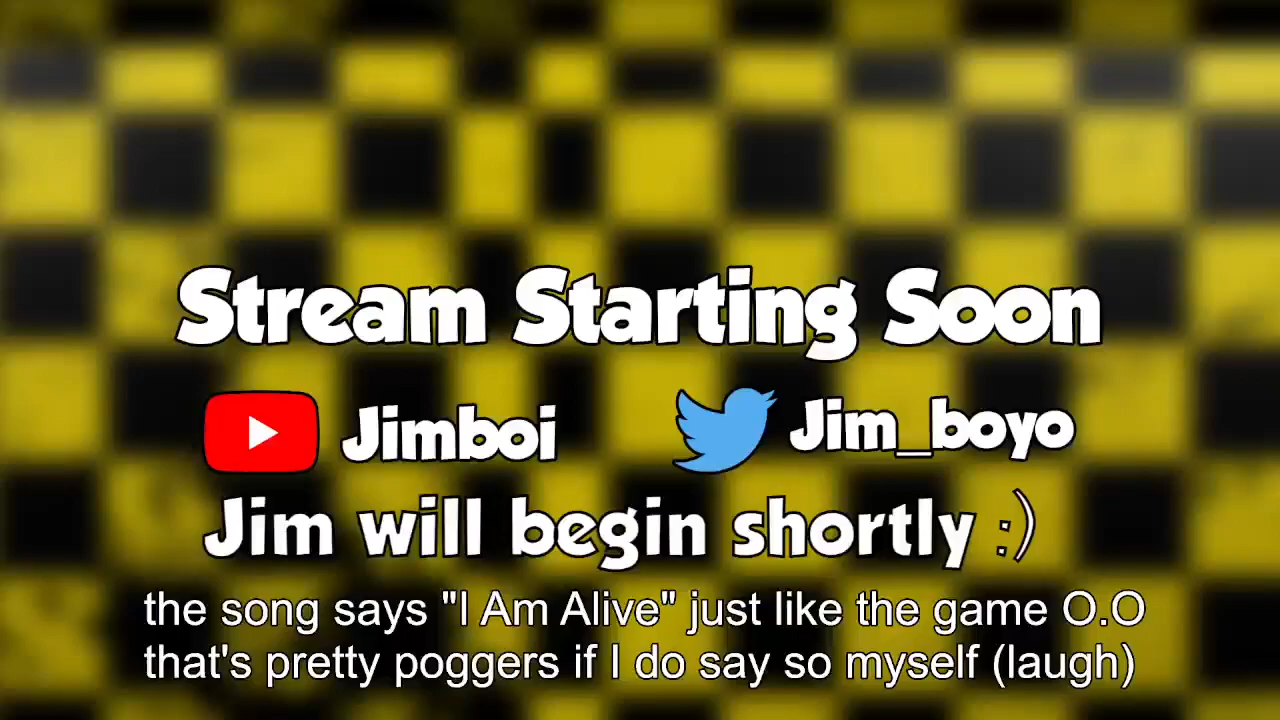 Stream Starting Soon
Jimboi
Jim_boyo
Jim will begin shortly :)
the song says "I Am Alive" just like the game O.O
that's pretty poggers if I do say so myself (laugh)